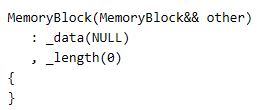 MemoryBlock(MemoryBlock&& other)
   : _data(NULL)
   , _length(0)
{
}